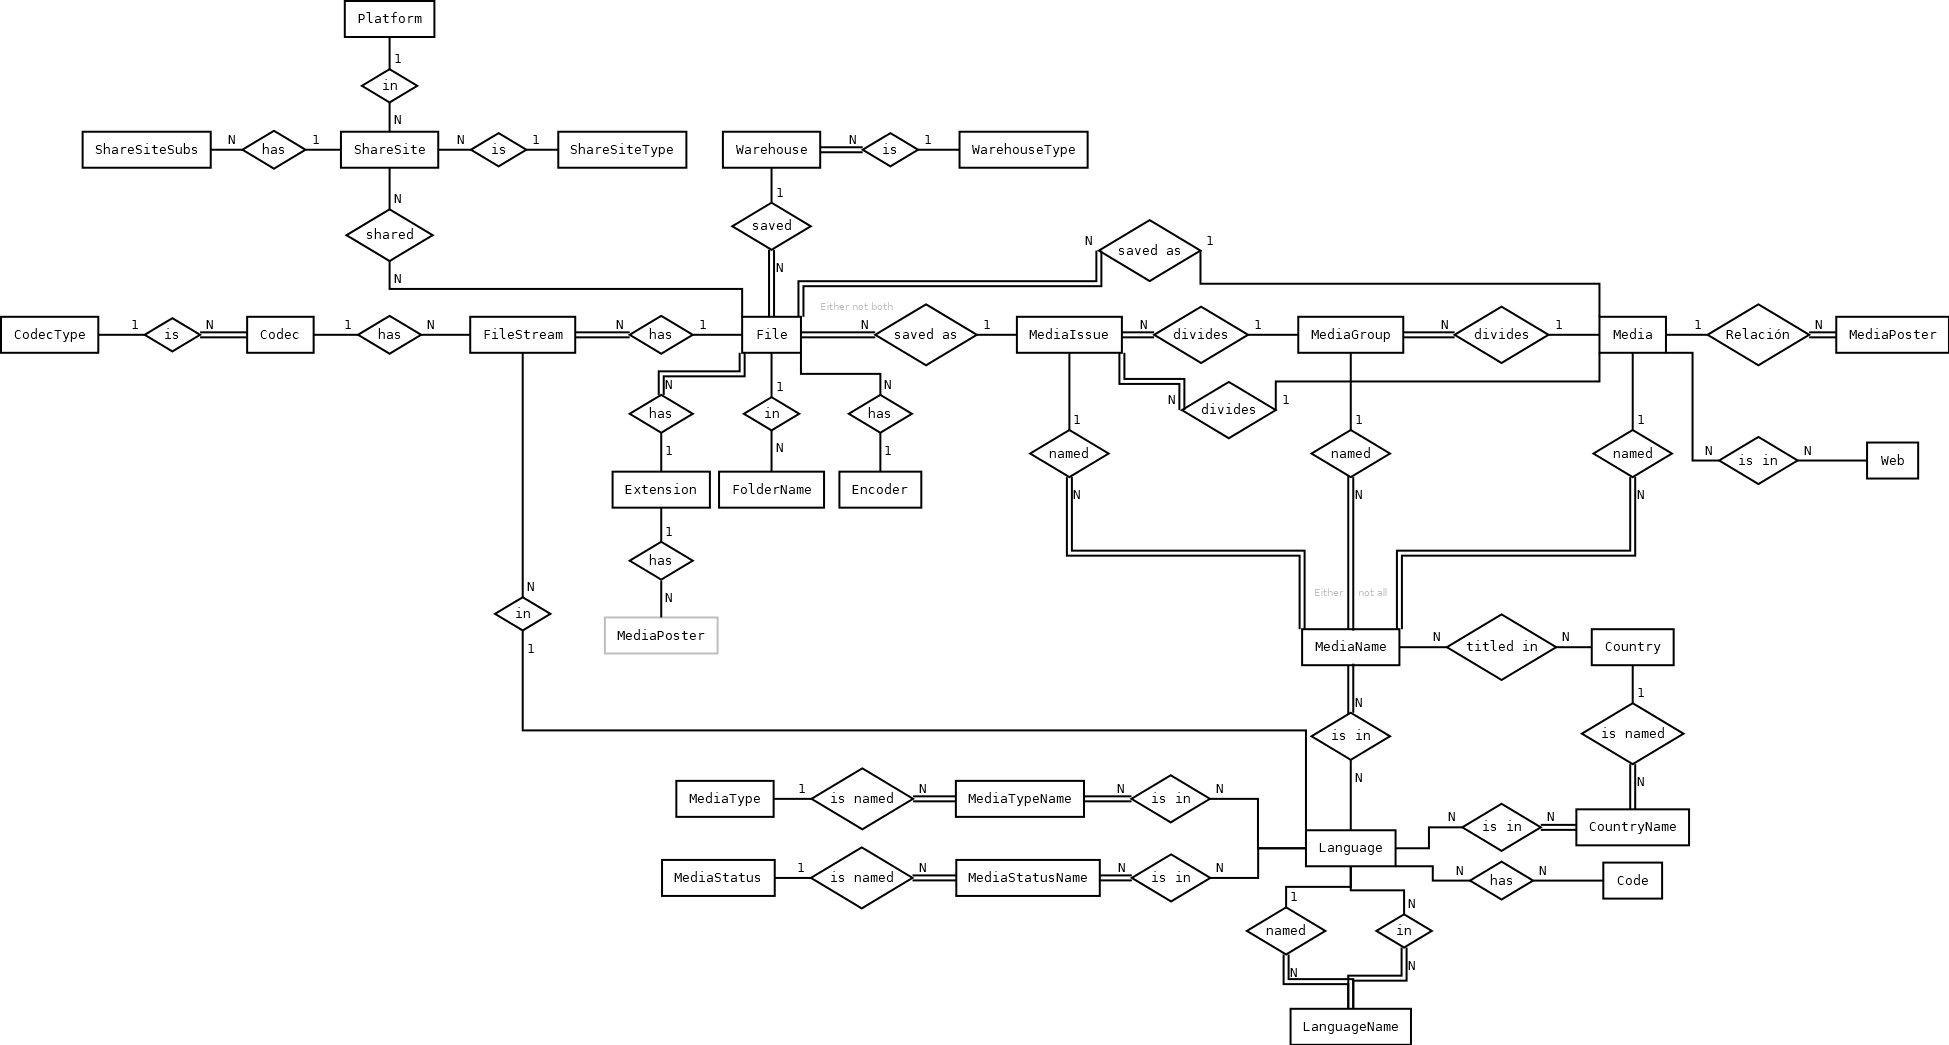 Platform
1
in
N
ShareSiteSubs N has 1 ShareSite N is 1 ShareSiteType Warehouse N is 1 WarehouseType
N
1
shared
saved
N
N
N saved as 1
Either not both
CodecType 1 is N Codec 1 has N FileStream N has 1 File N saved as 1 MediaIssue N divides 1 MediaGroup N divides 1 Media 1 Relación N MediaPoster
N
1
N
has
in
has
N divides 1
1
N
1
1
1
1
named
named
named
N is in N Web
Extension FolderName Encoder
N
N
N
1
has
N
MediaPoster
N
in
1
Either not all
MediaName N titled in N Country
N
is in
N
1
is named
N
MediaType 1 is named N MediaTypeName N is in N
N is in N CountryName
Language
MediaStatus 1 is named N MediaStatusName N is in N
N has N Code
1
N
named
in
N
N
LanguageName